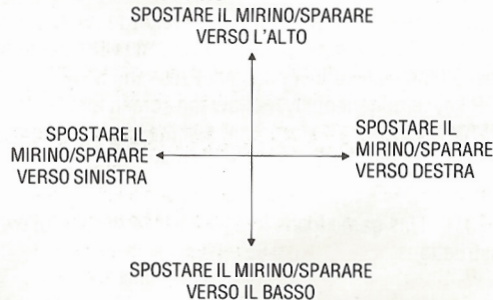 SPOSTARE IL MIRINO/SPARARE
VERSO L'ALTO
SPOSTARE IL
MIRINO/SPARARE
VERSO SINISTRA
SPOSTARE IL
MIRINO/SPARARE
VERSO DESTRA
SPOSTARE IL MIRINO/SPARARE
VERSO IL BASSO